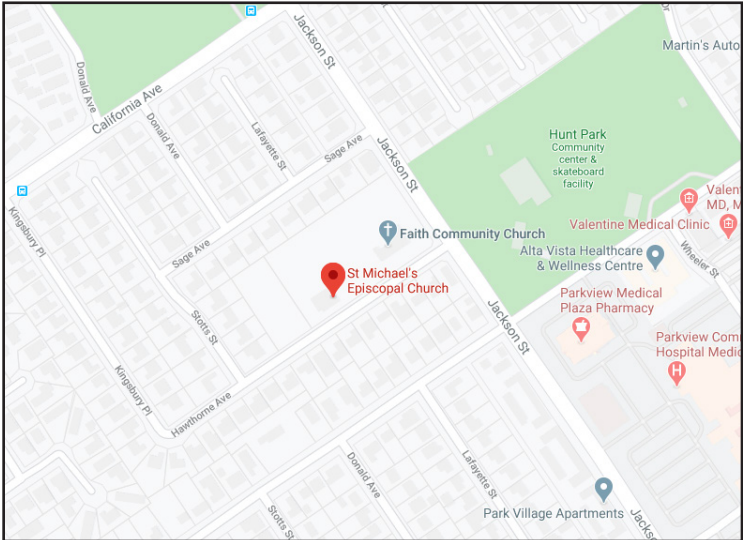 Jackson St
Martin's Auto
Donald Ave
California Ave
Donald Ave
Lafayette St
Sage Ave
Jackson St
Hunt Park
Community
center &
skateboard
facility
Valen
MD, M
Kingsbury Pl
Sage Ave
Faith Community Church
Valentine Medical Clinic
Alta Vista Healthcare
& Wellness Centre
Wheeler St
St Michael's
Episcopal Church
Parkview Medical
Plaza Pharmacy
Stotts St
Jackson St
Parkview Com
Hospital Medic
H
Kingsbury Pl
Hawthorne Ave
Donald Ave
Lafayette St
Stotts St
Park Village Apartments
Jackso